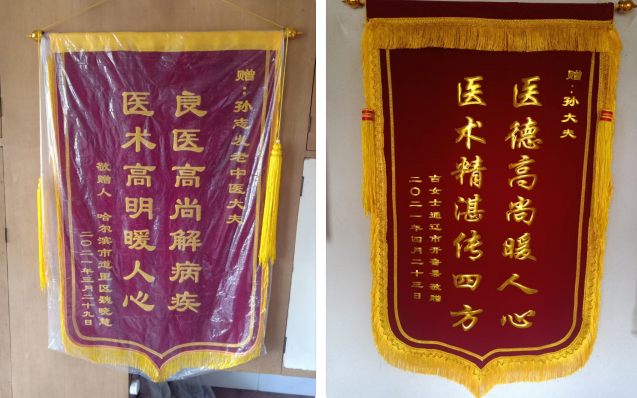 赠：孙志发老中医大夫
良医高尚解病疾
医术高明暖人心
敬赠人 哈尔滨市道里区魏晓慧
二〇二一年三月二十九日
赠：孙大夫
医德高尚暖人心
医术精湛传四方
古女士通辽市开鲁县敬赠
二〇二一年四月二十三日